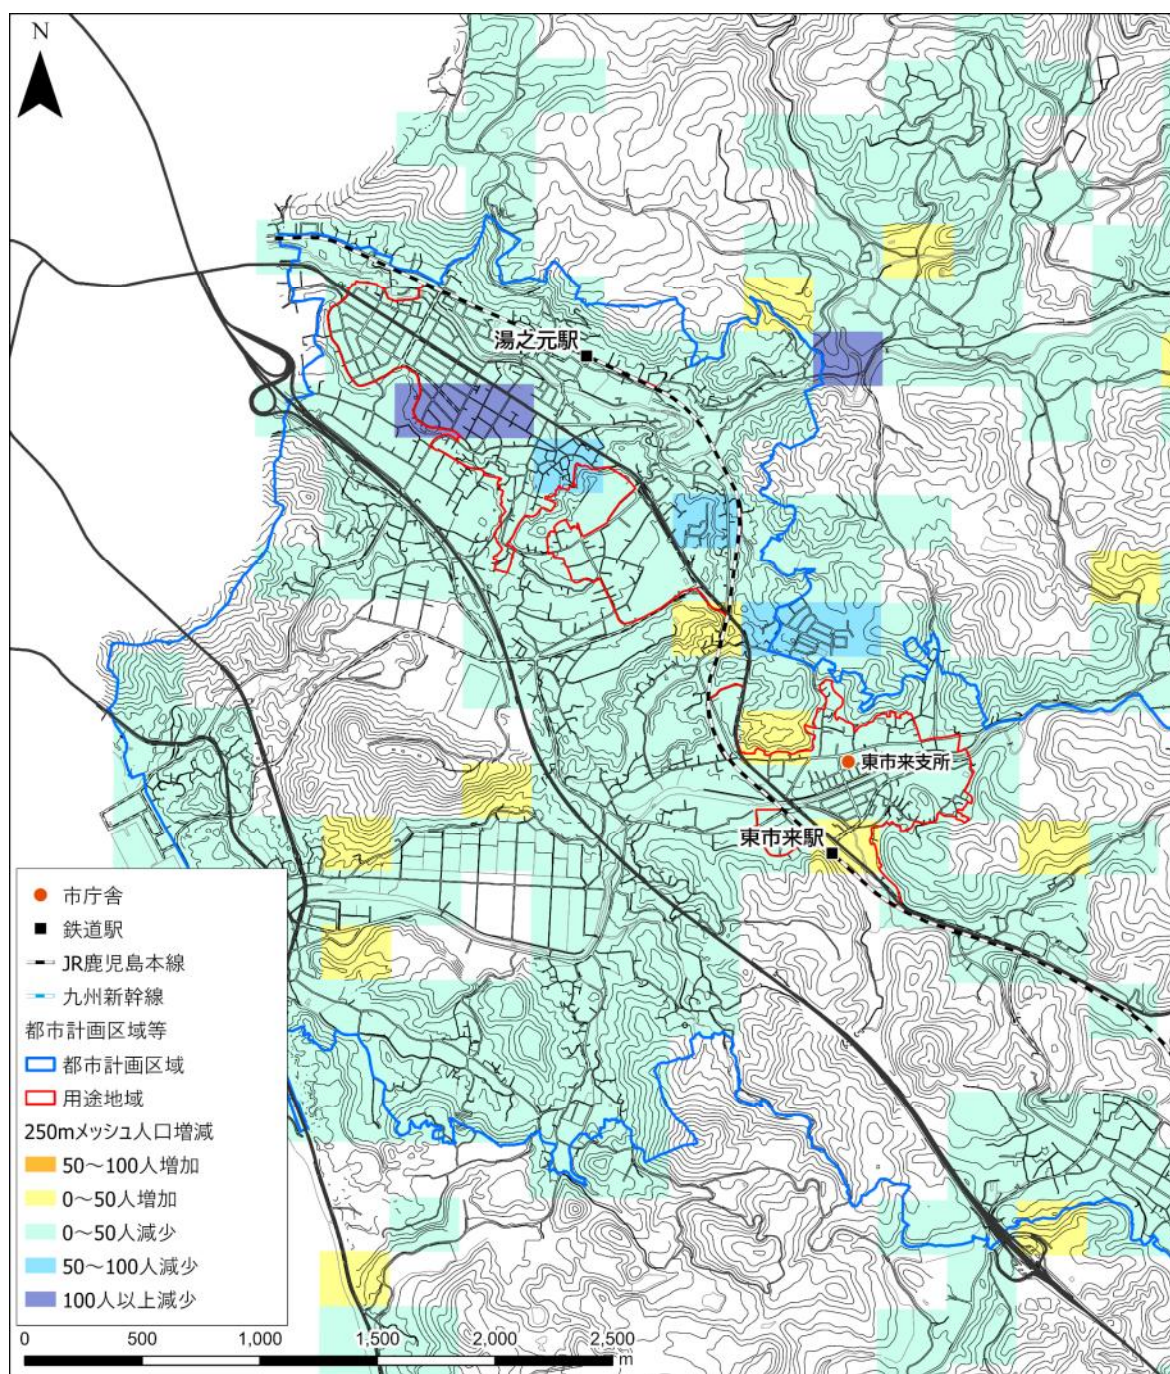 N
湯之元駅
東市来支所
東市来駅
市庁舎
鉄道駅
JR鹿児島本線
九州新幹線
都市計画区域等
都市計画区域
用途地域
250mメッシュ人口増減
50～100人増加
0～50人増加
0～50人減少
50～100人減少
100人以上減少
0 500 1,000 1,500 2,000 2,500
m